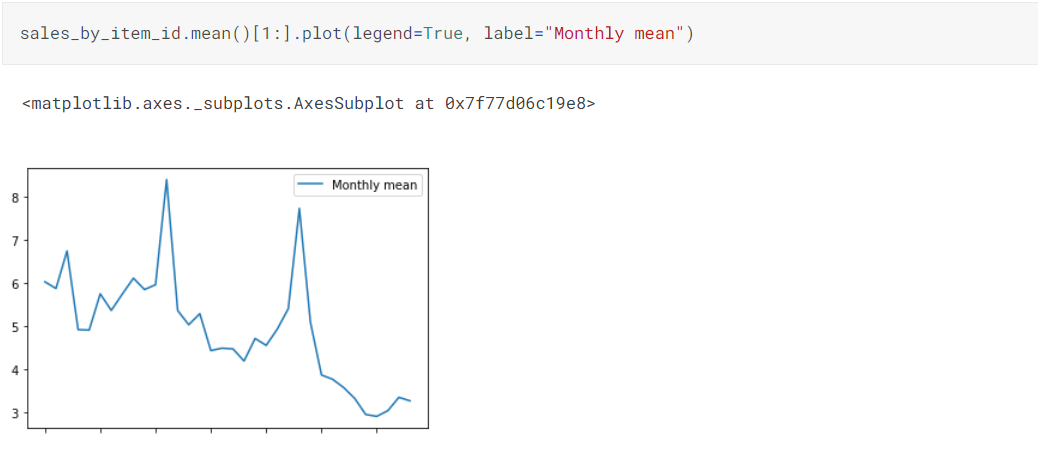 sales_by_item_id.mean()[1:].plot(legend=True, label="Monthly mean")
<matplotlib.axes._subplots.AxesSubplot at 0x7f77d06c19e8>
Monthly mean
8
7
6
5
4
3